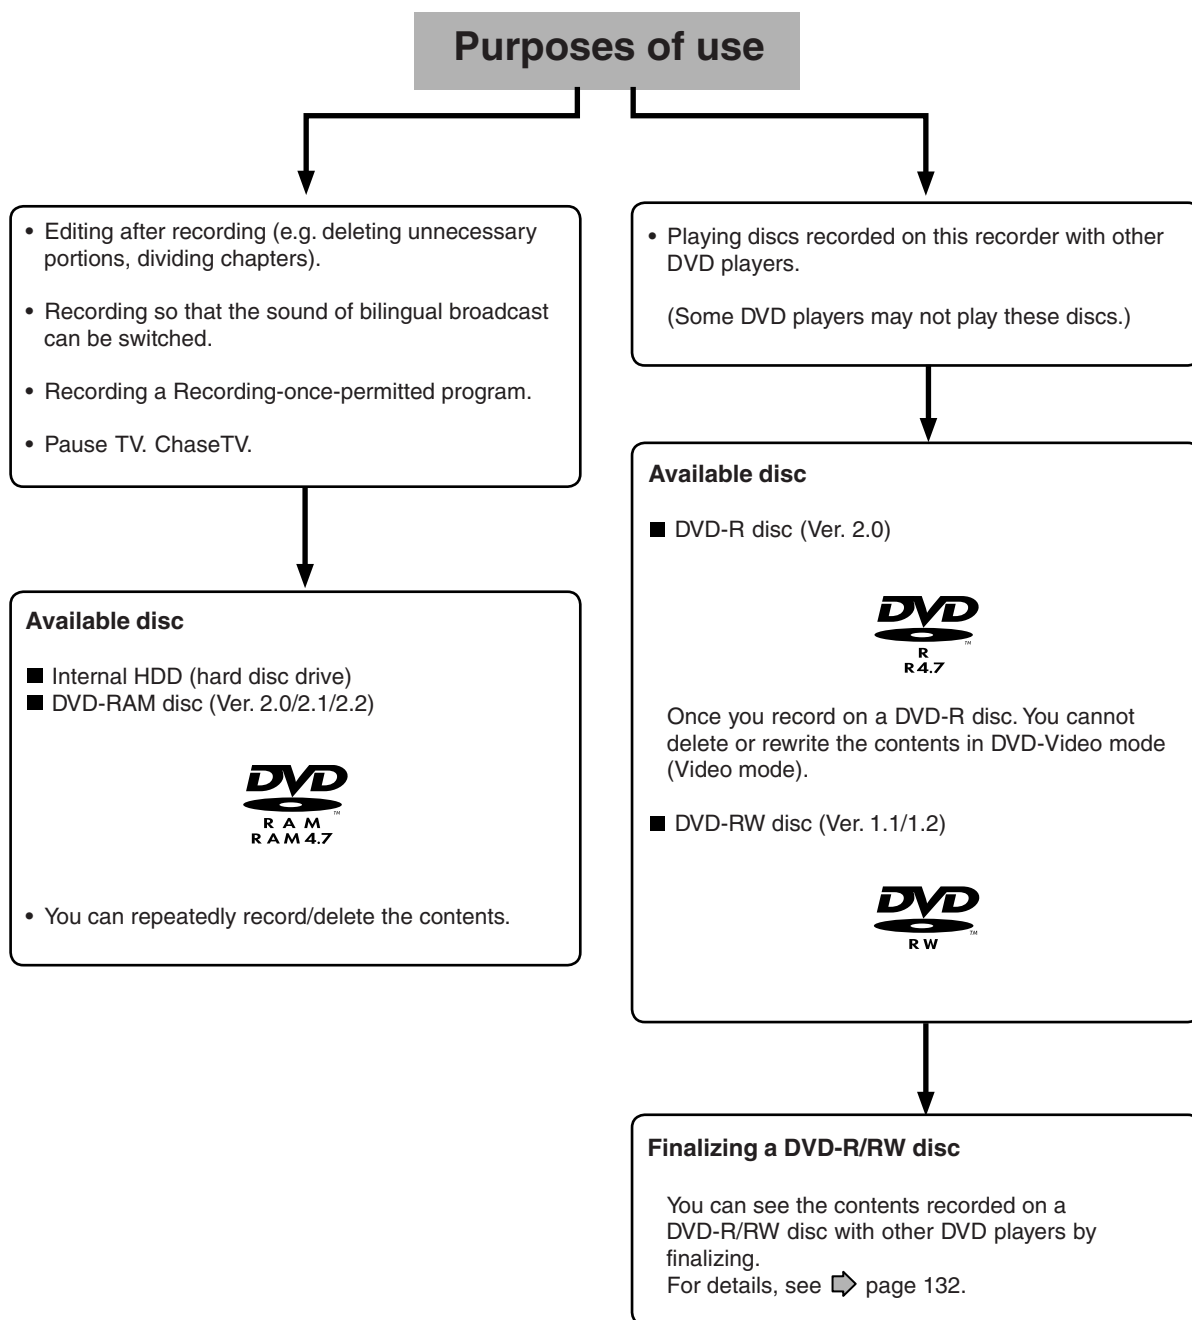 Purposes of use
• Editing after recording (e.g. deleting unnecessary
portions, dividing chapters).
• Recording so that the sound of bilingual broadcast
can be switched.
• Recording a Recording-once-permitted program.
• Pause TV. ChaseTV.
Available disc
■ Internal HDD (hard disc drive)
■ DVD-RAM disc (Ver. 2.0/2.1/2.2)
DVD
TM
RAM
RAM 4.7
• You can repeatedly record/delete the contents.
• Playing discs recorded on this recorder with other
DVD players.
(Some DVD players may not play these discs.)
Available disc
■ DVD-R disc (Ver. 2.0)
DVD
TM
R
R 4.7
Once you record on a DVD-R disc. You cannot
delete or rewrite the contents in DVD-Video mode
(Video mode).
■ DVD-RW disc (Ver. 1.1/1.2)
DVD
TM
RW
Finalizing a DVD-R/RW disc
You can see the contents recorded on a
DVD-R/RW disc with other DVD players by
finalizing.
For details, see page 132.